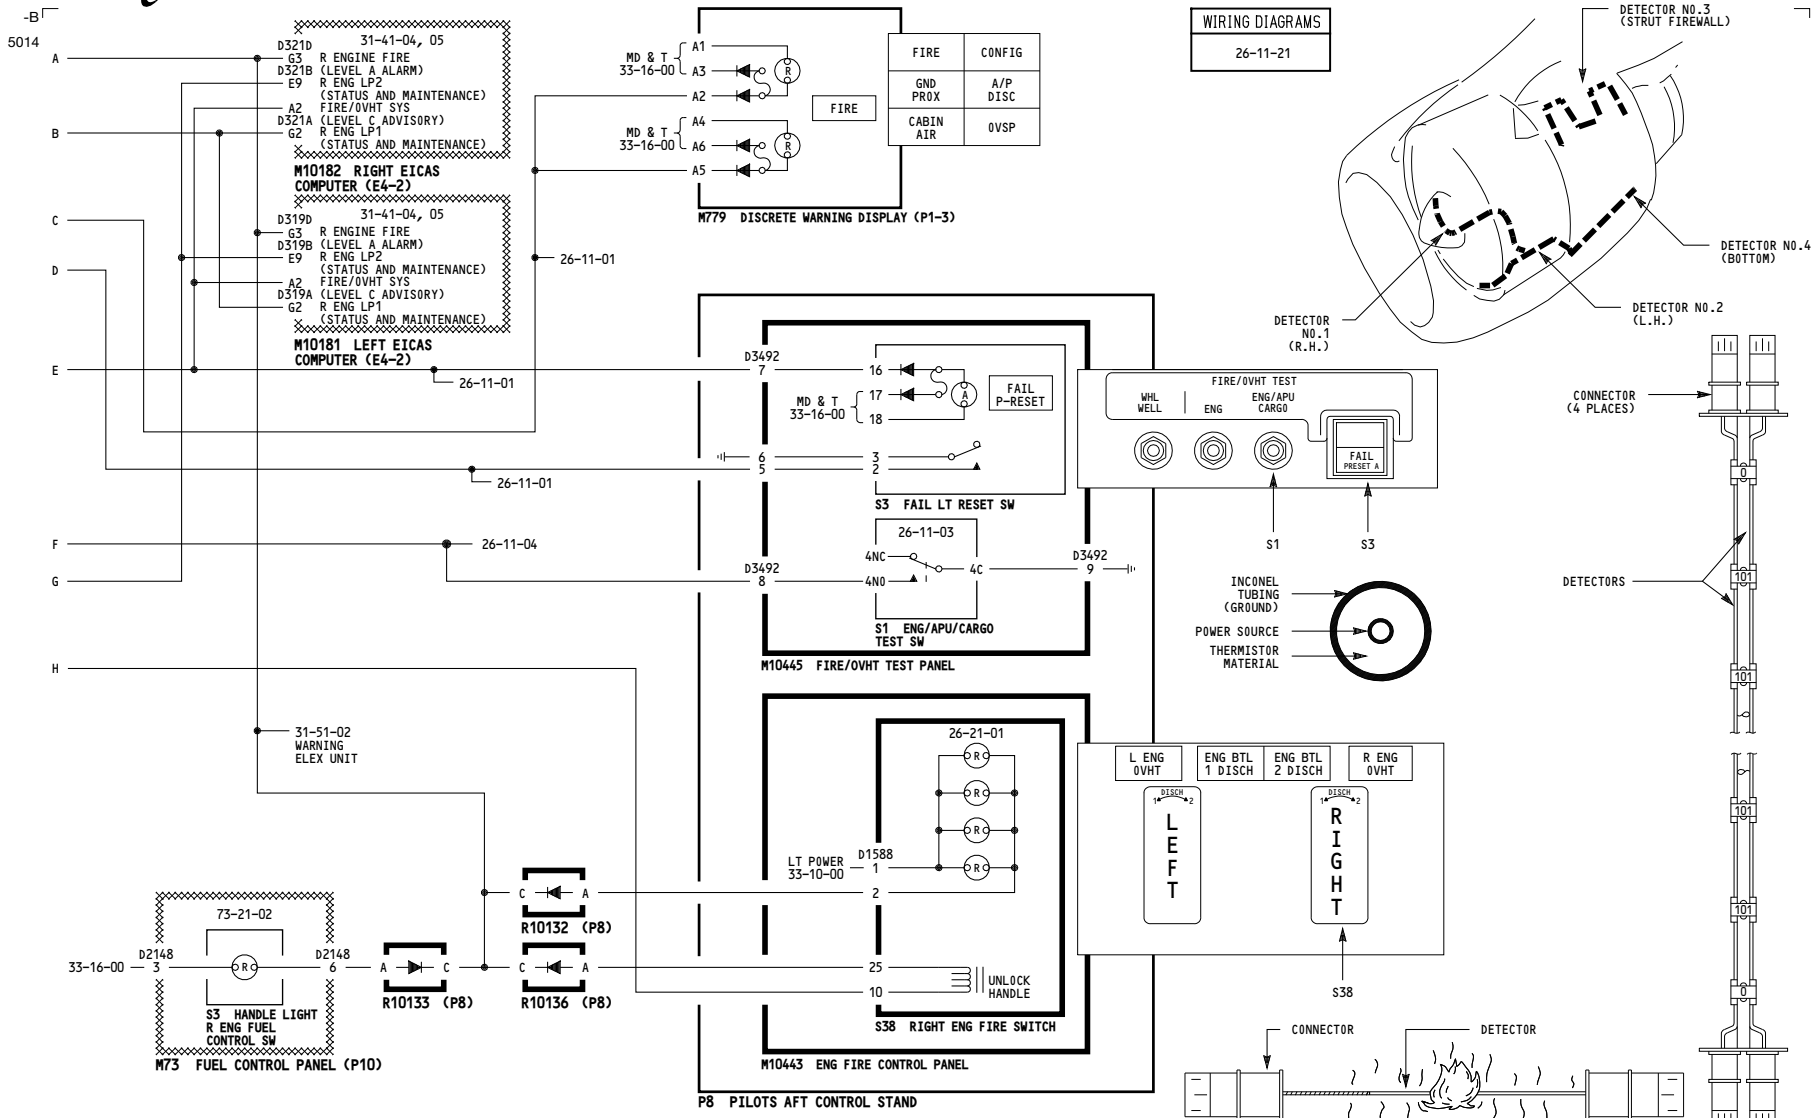 -B
5014
A
B
C
D
E
F
G
H
D321D
31-41-04, 05
G3 R ENGINE FIRE
D321B (LEVEL A ALARM)
E9 R ENG LP2
(STATUS AND MAINTENANCE)
A2 FIRE/OVHT SYS
D321A (LEVEL C ADVISORY)
G2 R ENG LP1
(STATUS AND MAINTENANCE)
M10182 RIGHT EICAS
COMPUTER (E4-2)
D319D
31-41-04, 05
G3 R ENGINE FIRE
D319B (LEVEL A ALARM)
E9 R ENG LP2
(STATUS AND MAINTENANCE)
A2 FIRE/OVHT SYS
D319A (LEVEL C ADVISORY)
G2 R ENG LP1
(STATUS AND MAINTENANCE)
M10181 LEFT EICAS
COMPUTER (E4-2)
26-11-01
26-11-01
26-11-01
26-11-04
31-51-02
WARNING
ELEX UNIT
MD & T
33-16-00
A1
A3
A2
R
MD & T
33-16-00
A4
A6
A5
R
FIRE
M779 DISCRETE WARNING DISPLAY (P1-3)
FIRE CONFIG
GND
PROX
A/P
DISC
CABIN
AIR
OVSP
WIRING DIAGRAMS
26-11-21
DETECTOR NO.3
(STRUT FIREWALL)
DETECTOR NO.4
(BOTTOM)
DETECTOR NO.2
(L.H.)
DETECTOR
NO.1
(R.H.)
D3492
7
16
17
18
MD & T
33-16-00
A
FAIL
P-RESET
6
5
3
2
S3 FAIL LT RESET SW
26-11-03
4NC
4NO
4C
D3492
8
D3492
9
S1 ENG/APU/CARGO
TEST SW
M10445 FIRE/OVHT TEST PANEL
FIRE/OVHT TEST
WHL
WELL
ENG
ENG/APU
CARGO
FAIL
PRESET A
S1
S3
INCONEL
TUBING
(GROUND)
POWER SOURCE
THERMISTOR
MATERIAL
CONNECTOR
(4 PLACES)
DETECTORS
0
101
101
101
101
0
26-21-01
R
R
R
R
LT POWER
33-10-00
D1588
1
2
25
10
UNLOCK
HANDLE
S38 RIGHT ENG FIRE SWITCH
M10443 ENG FIRE CONTROL PANEL
P8 PILOTS AFT CONTROL STAND
L ENG
OVHT
ENG BTL
1 DISCH
ENG BTL
2 DISCH
R ENG
OVHT
DISCH
1 2
LEFT
DISCH
1 2
RIGHT
S38
73-21-02
33-16-00
D2148
3
R
D2148
6
S3 HANDLE LIGHT
R ENG FUEL
CONTROL SW
M73 FUEL CONTROL PANEL (P10)
A C
R10133 (P8)
C A
R10132 (P8)
C A
R10136 (P8)
CONNECTOR
DETECTOR